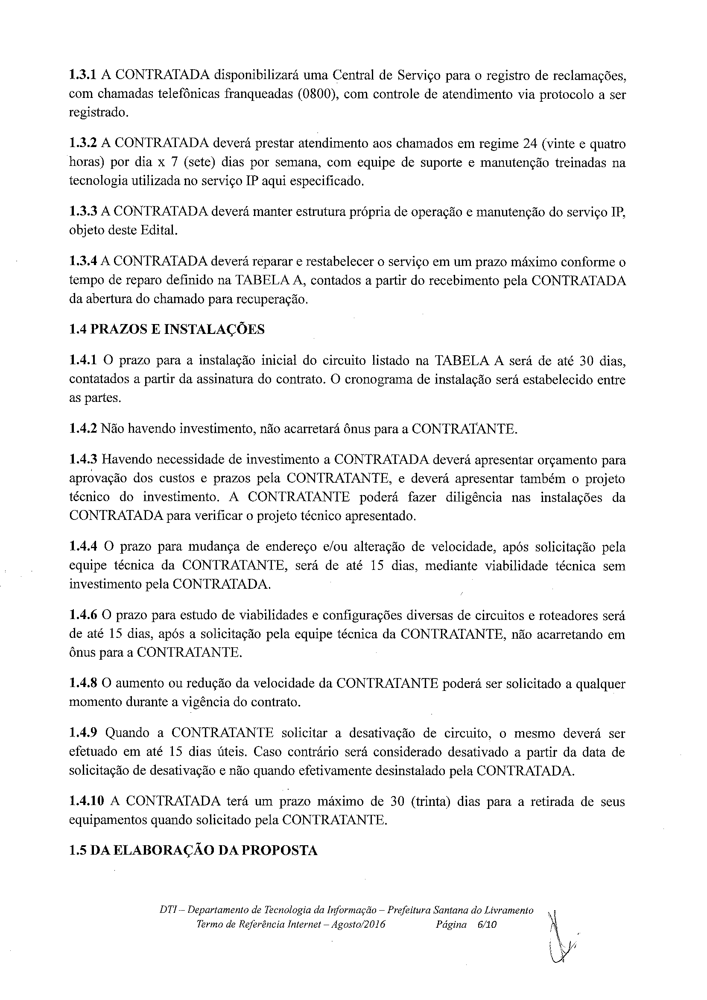 1.3.1 A CONTRATADA disponibilizará uma Central de Serviço para o registro de reclamações,
com chamadas telefônicas franqueadas (0800), com controle de atendimento via protocolo a ser
registrado.
1.3.2 A CONTRATADA deverá prestar atendimento aos chamados em regime 24 (vinte e quatro
horas) por dia x 7 (sete) dias por semana, com equipe de suporte e manutenção treinadas na
tecnologia utilizada no serviço IP aqui especificado.
1.3.3 A CONTRATADA deverá manter estrutura própria de operação e manutenção do serviço IP,
objeto deste Edital.
1.3.4 A CONTRATADA deverá reparar e restabelecer o serviço em um prazo máximo conforme o
tempo de reparo definido na TABELA A, contados a partir do recebimento pela CONTRATADA
da abertura do chamado para recuperação.
1.4 PRAZOS E INSTALAÇÕES
1.4.1 O prazo para a instalação inicial do circuito listado na TABELA A será de até 30 dias,
contatados a partir da assinatura do contrato. O cronograma de instalação será estabelecido entre
as partes.
1.4.2 Não havendo investimento, não acarretará ônus para a CONTRATANTE.
1.4.3 Havendo necessidade de investimento a CONTRATADA deverá apresentar orçamento para
aprovação dos custos e prazos pela CONTRATANTE, e deverá apresentar também o projeto
técnico do investimento. A CONTRATANTE poderá fazer diligência nas instalações da
CONTRATADA para verificar o projeto técnico apresentado.
1.4.4 O prazo para mudança de endereço e/ou alteração de velocidade, após solicitação pela
equipe técnica da CONTRATANTE, será de até 15 dias, mediante viabilidade técnica sem
investimento pela CONTRATADA.
1.4.6 O prazo para estudo de viabilidades e configurações diversas de circuitos e roteadores será
de até 15 dias, após a solicitação pela equipe técnica da CONTRATANTE, não acarretando em
ônus para a CONTRATANTE.
1.4.8 O aumento ou redução da velocidade da CONTRATANTE poderá ser solicitado a qualquer
momento durante a vigência do contrato.
1.4.9 Quando a CONTRATANTE solicitar a desativação de circuito, o mesmo deverá ser
efetuado em até 15 dias úteis. Caso contrário será considerado desativado a partir da data de
solicitação de desativação e não quando efetivamente desinstalado pela CONTRATADA.
1.4.10 A CONTRATADA terá um prazo máximo de 30 (trinta) dias para a retirada de seus
equipamentos quando solicitado pela CONTRATANTE.
1.5 DA ELABORAÇÃO DA PROPOSTA
DTI – Departamento de Tecnologia da Informação – Prefeitura Santana do Livramento
Termo de Referência Internet – Agosto/2016 Página 6/10